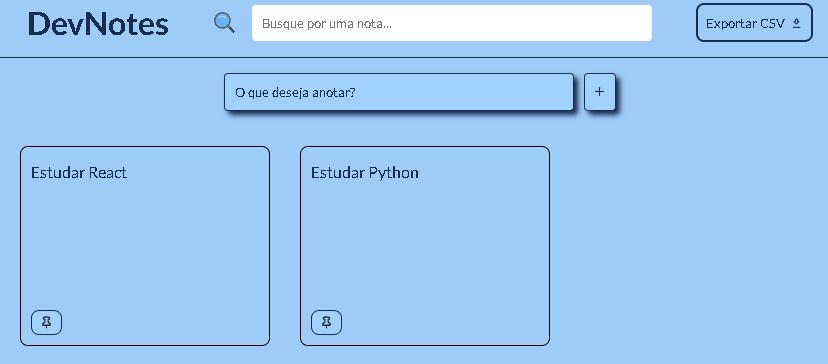 DevNotes
Busque por uma nota...
Exportar CSV
O que deseja anotar?
+
Estudar React
Estudar Python